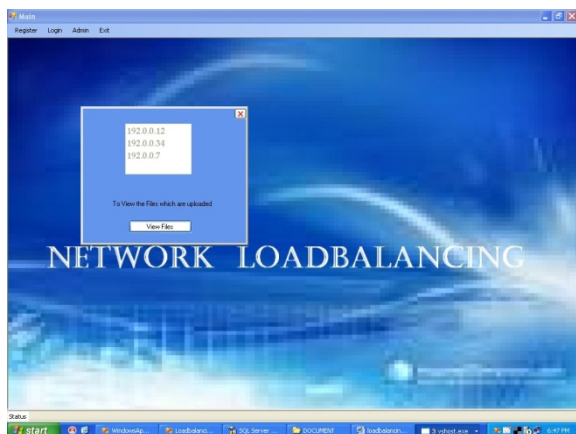 Main
Register Login Admin Exit
192.0.0.12
192.0.0.34
192.0.0.7
To View the Files which are uploaded
View Files
NETWORK LOADBALANCING
Status
start WindowsAp... Loadbalanc... SQL Server ... DOCUMENT loadbalancin... 3 vshost.exe 6:47 PM